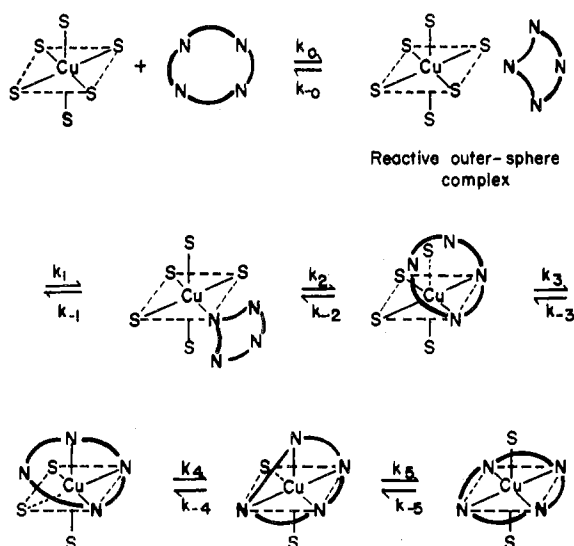 S S
S S N N k₀ S S N
Cu + Cu N N
S S N N k₋₀ S S N
S S
Reactive outer-sphere
complex
S N N
k₁ S S k₂ N S N k₃
k₋₁ Cu N k₋₂ S Cu k₋₃
S N N S N
S N S
N N S
N S N k₄ S N k₅ N N
Cu k₋₄ Cu k₋₅ Cu
S N N N N N
S S S